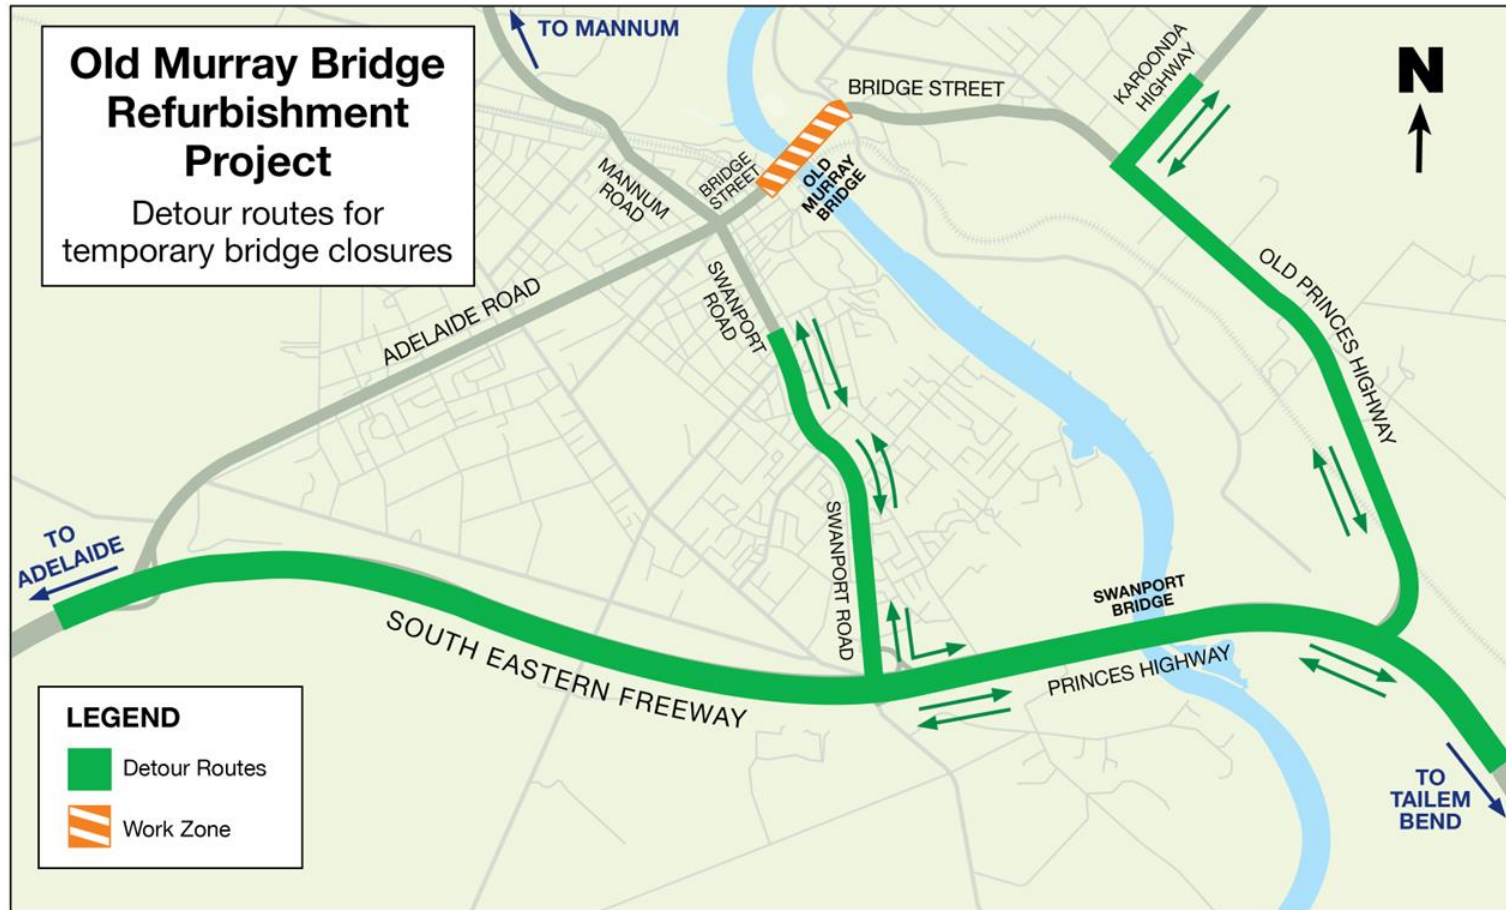 Old Murray Bridge
Refurbishment
Project
Detour routes for
temporary bridge closures
TO MANNUM
BRIDGE STREET
KAROONDA
HIGHWAY
N
MANNUM
ROAD
BRIDGE
STREET
OLD
MURRAY
BRIDGE
SWANPORT
ROAD
ADELAIDE ROAD
OLD PRINCES HIGHWAY
TO
ADELAIDE
SWANPORT ROAD
SWANPORT
BRIDGE
SOUTH EASTERN FREEWAY
PRINCES HIGHWAY
LEGEND
Detour Routes
Work Zone
TO
TAILEM
BEND